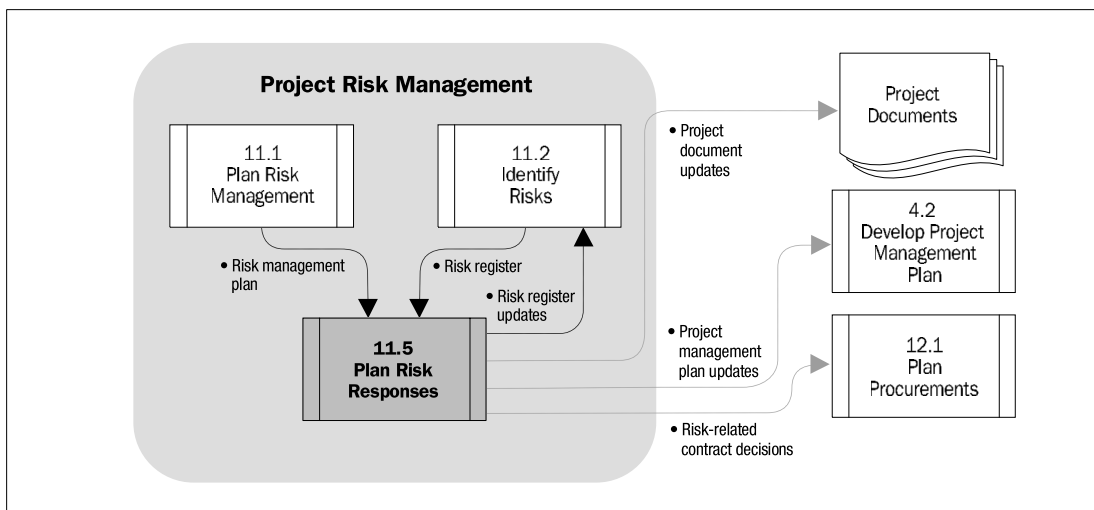 Project Risk Management
11.1
Plan Risk
Management
11.2
Identify
Risks
• Risk management
plan
• Risk register
• Risk register
updates
11.5
Plan Risk
Responses
• Project
document
updates
Project
Documents
4.2
Develop Project
Management
Plan
• Project
management
plan updates
12.1
Plan
Procurements
• Risk-related
contract decisions